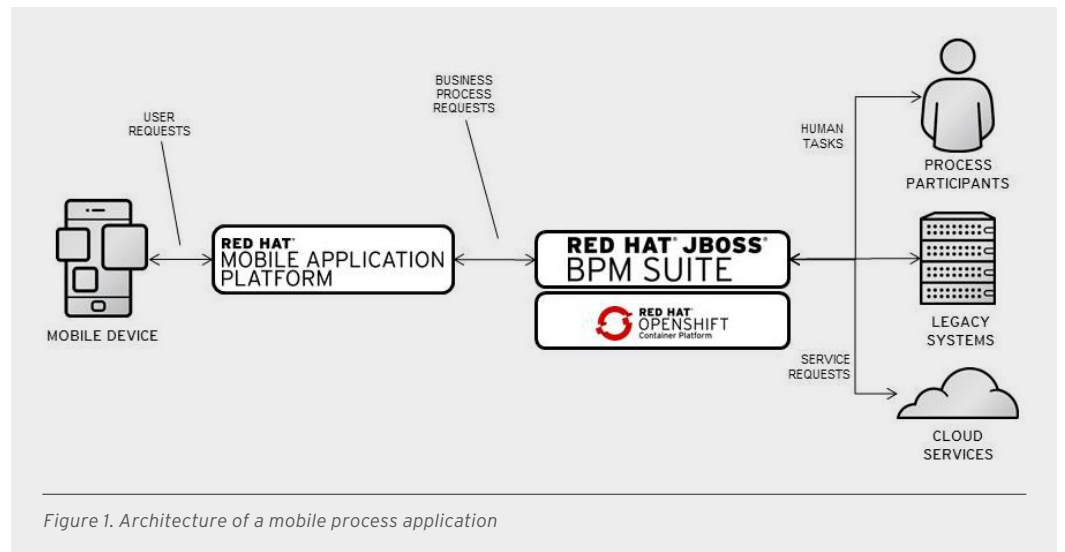 BUSINESS
PROCESS
REQUESTS
USER
REQUESTS
HUMAN
TASKS
PROCESS
PARTICIPANTS
RED HAT®
MOBILE APPLICATION
PLATFORM
RED HAT® JBOSS®
BPM SUITE
RED HAT®
OPENSHIFT
Container Platform
MOBILE DEVICE
LEGACY
SYSTEMS
SERVICE
REQUESTS
CLOUD
SERVICES
Figure 1. Architecture of a mobile process application